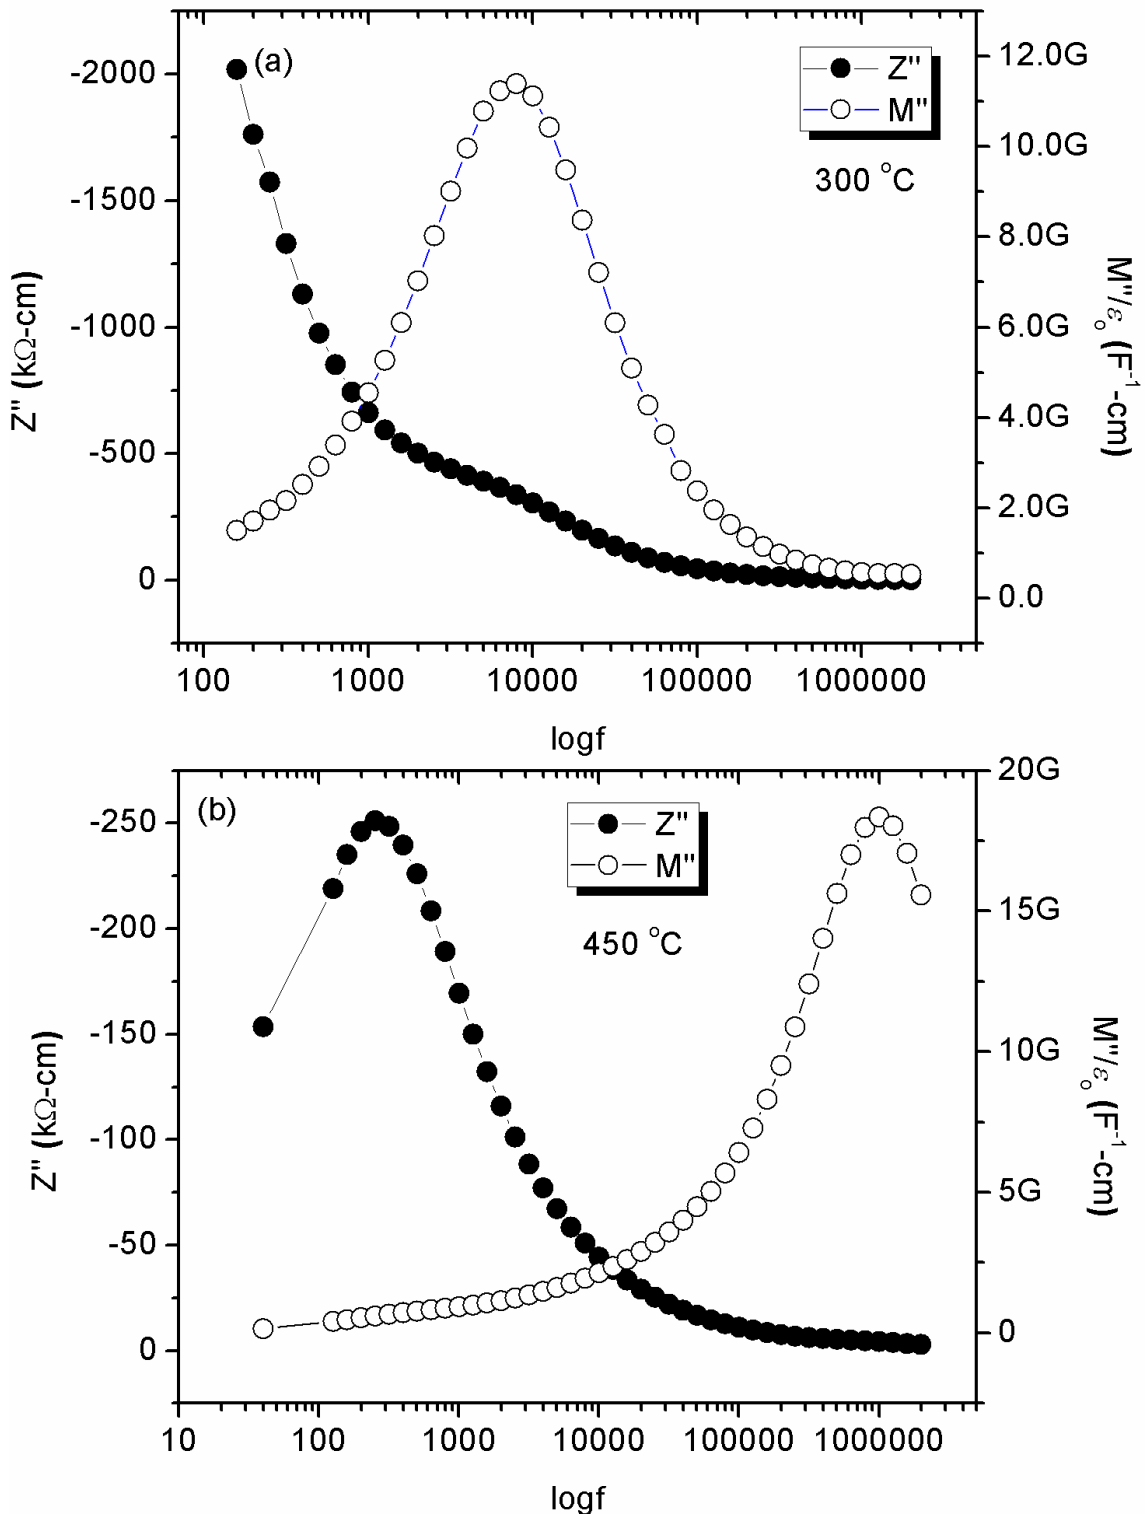 (a)
Z"
M"
300 °C
-2000
-1500
-1000
-500
0
Z" (kΩ-cm)
12.0G
10.0G
8.0G
6.0G
4.0G
2.0G
0.0
M"/εo (F-1-cm)
100 1000 10000 100000 1000000
logf
(b)
Z"
M"
450 °C
-250
-200
-150
-100
-50
0
Z" (kΩ-cm)
20G
15G
10G
5G
0
M"/εo (F-1-cm)
10 100 1000 10000 100000 1000000
logf